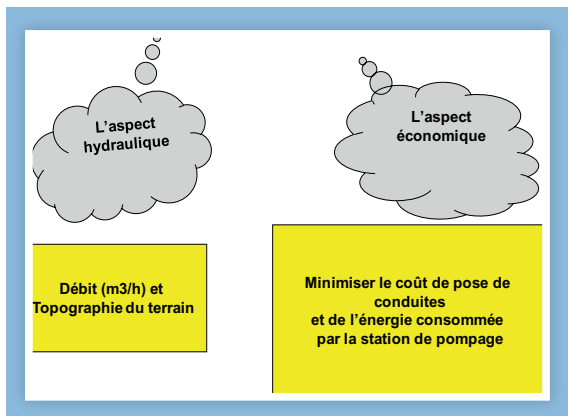 L'aspect
hydraulique
L'aspect
économique
Débit (m3/h) et
Topographie du terrain
Minimiser le coût de pose de
conduites
et de l'énergie consommée
par la station de pompage